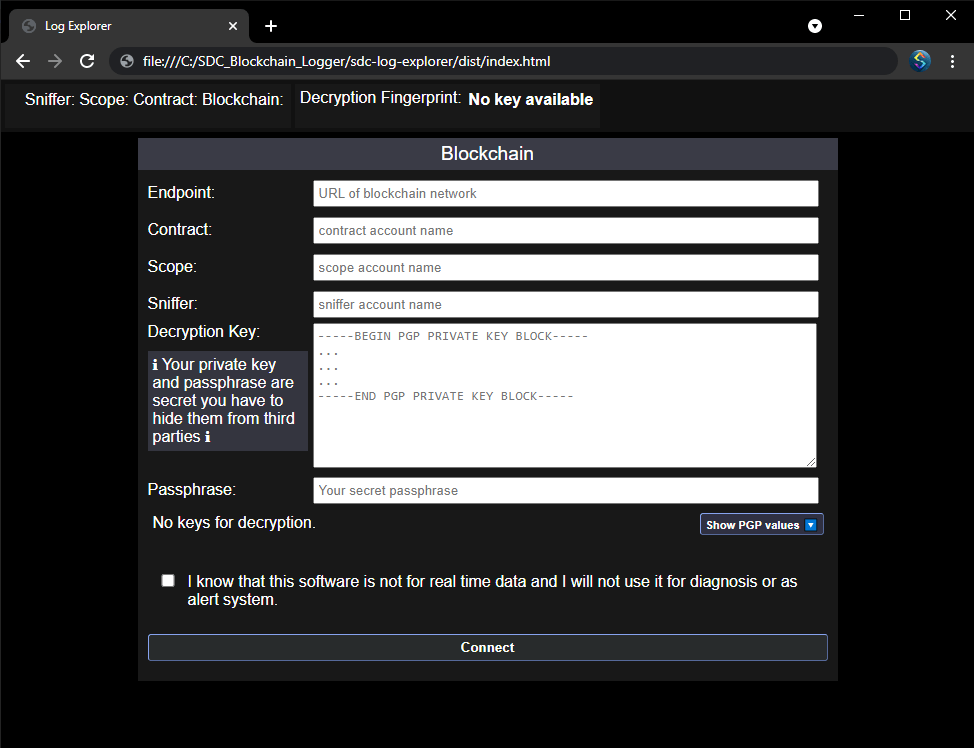 Log Explorer
file:///C:/SDC_Blockchain_Logger/sdc-log-explorer/dist/index.html
Sniffer: Scope: Contract: Blockchain: Decryption Fingerprint: No key available
Blockchain
Endpoint: URL of blockchain network
Contract: contract account name
Scope: scope account name
Sniffer: sniffer account name
Decryption Key:
-----BEGIN PGP PRIVATE KEY BLOCK-----
...
...
...
-----END PGP PRIVATE KEY BLOCK-----
ℹ Your private key
and passphrase are
secret you have to
hide them from third
parties ℹ
Passphrase: Your secret passphrase
No keys for decryption. Show PGP values
I know that this software is not for real time data and I will not use it for diagnosis or as
alert system.
Connect